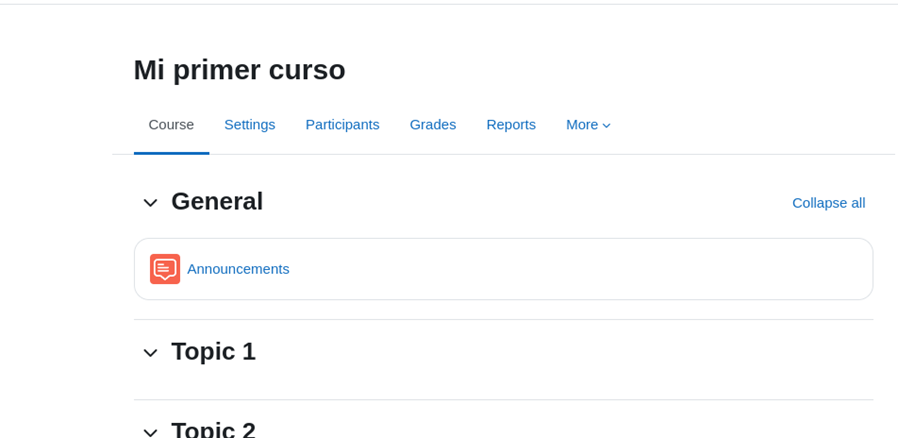 Mi primer curso
Course Settings Participants Grades Reports More
General Collapse all
Announcements
Topic 1
Topic 2